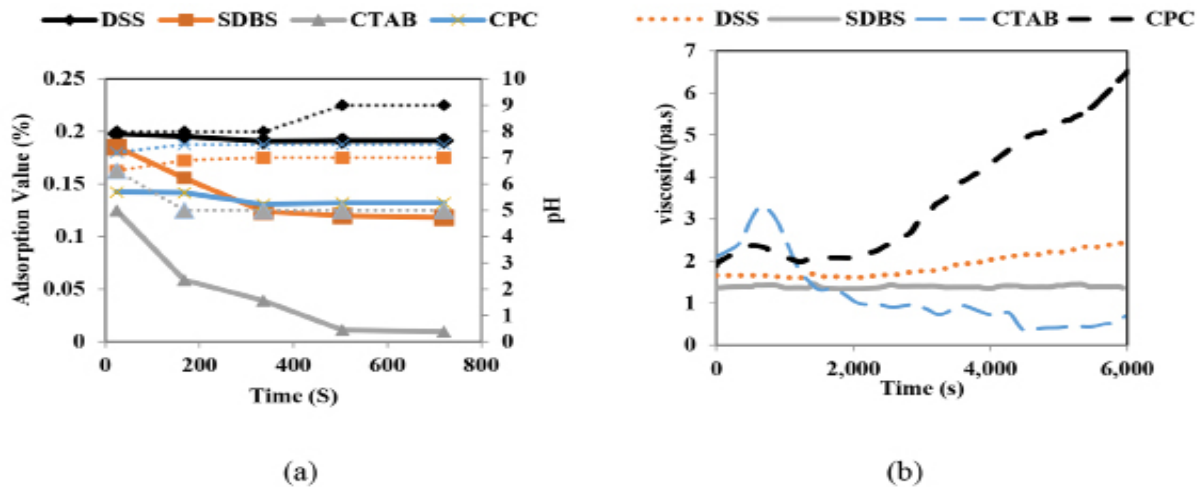 DSS SDBS CTAB CPC
0.25
0.2
0.15
0.1
0.05
0
Adsorption Value (%)
10
9
8
7
6
5
4
3
2
1
0
pH
0 200 400 600 800
Time (S)
(a)
DSS SDBS CTAB CPC
7
6
5
4
3
2
1
0
viscosity(pa.s)
0 2,000 4,000 6,000
Time (s)
(b)